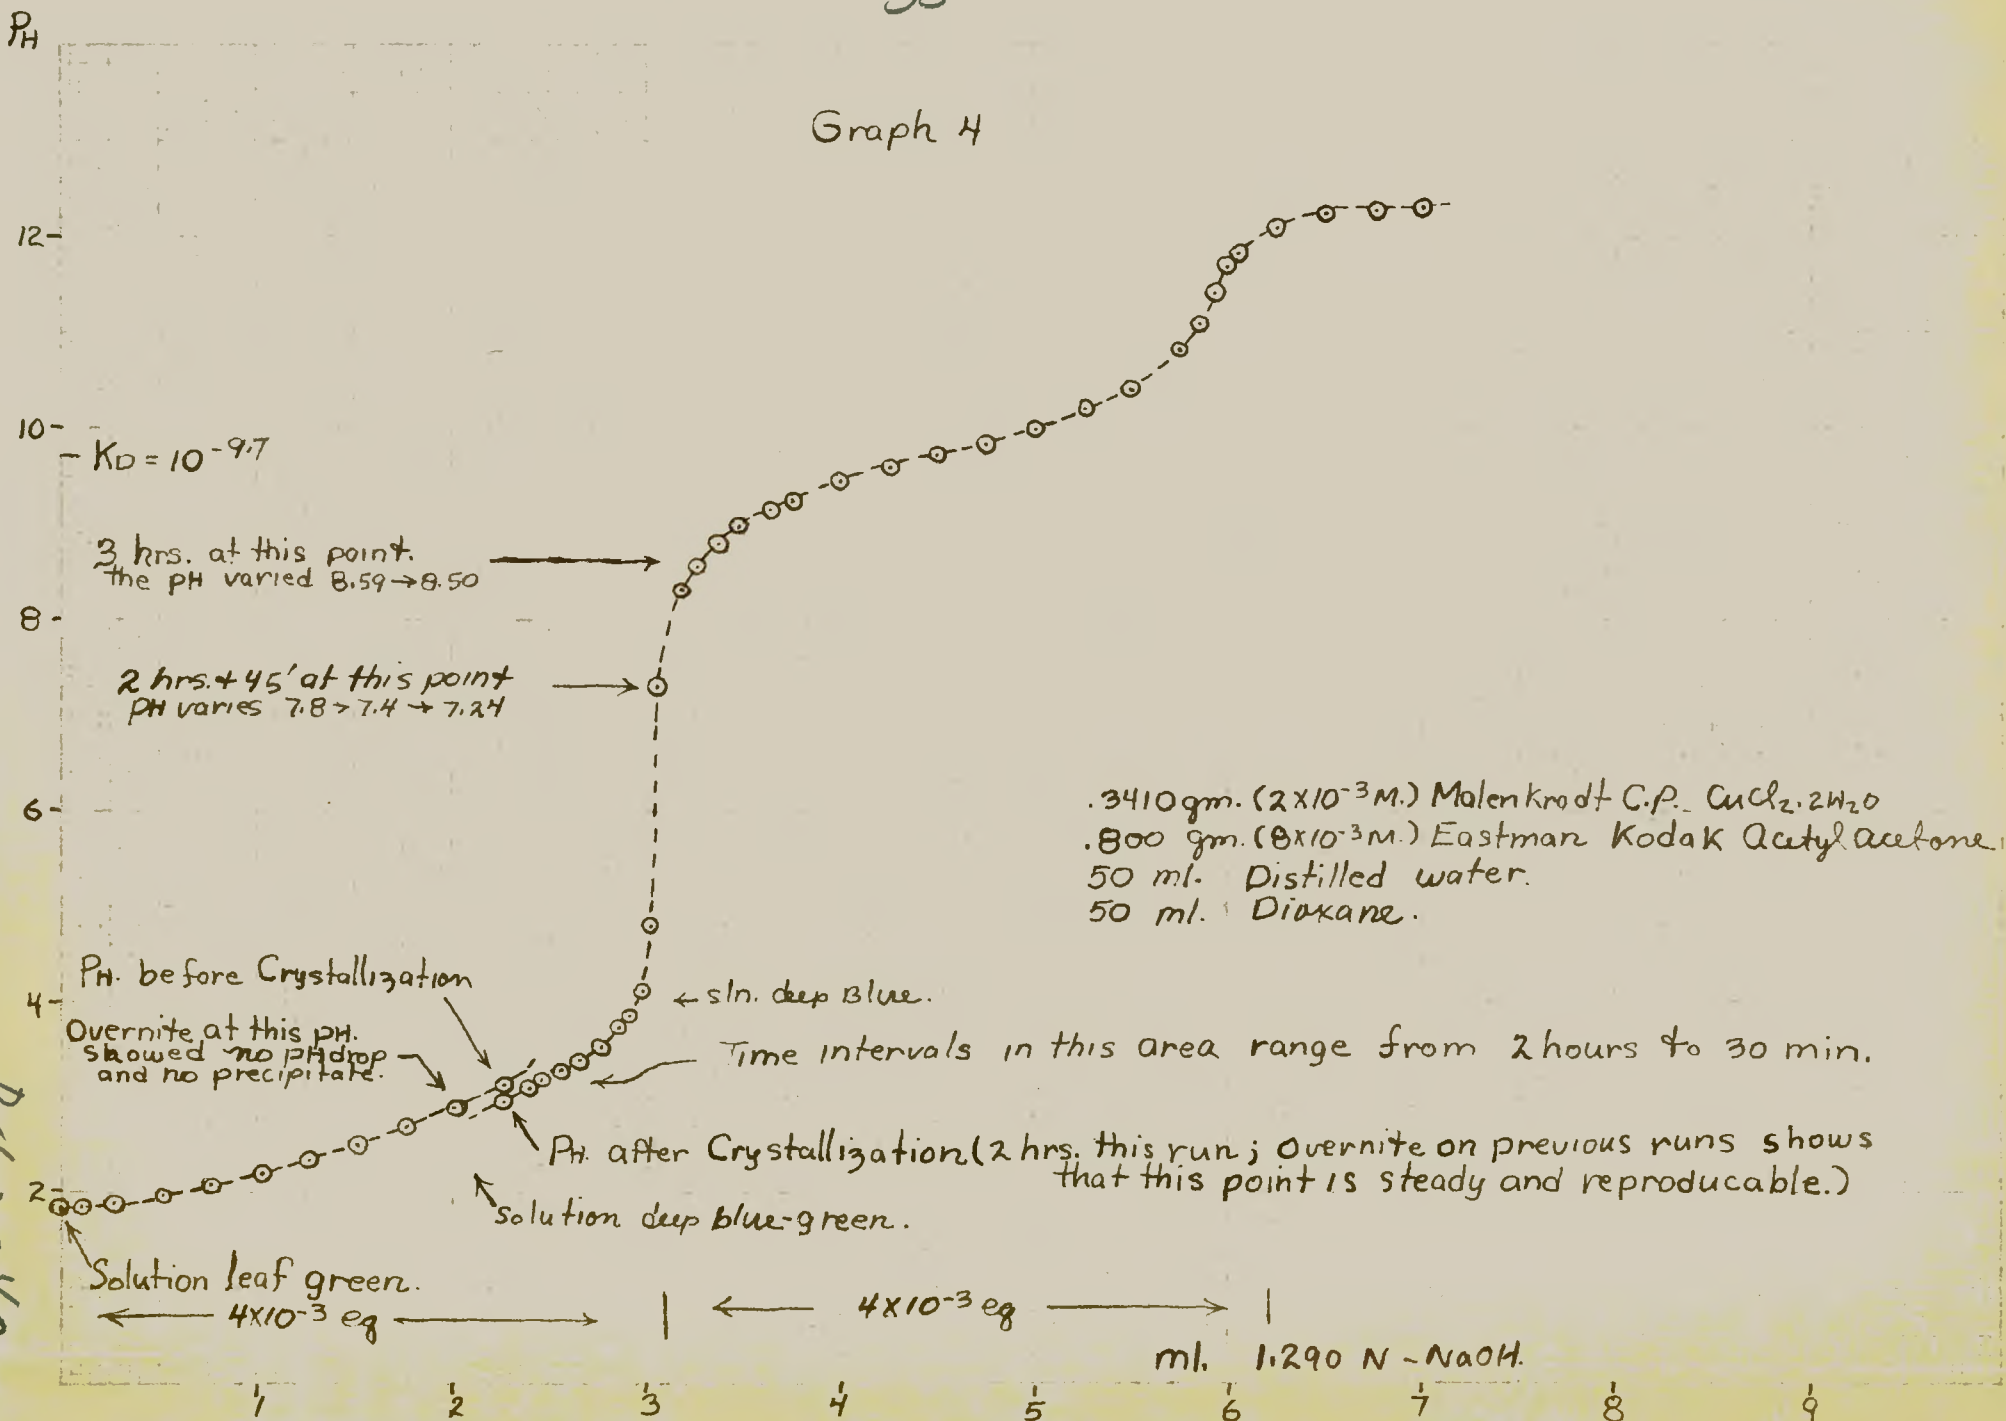 PH
Graph 4
12
10
KD = 10⁻⁹·⁷
3 hrs. at this point.
the pH varied 8.59→8.50
8
2 hrs. + 45' at this point
pH varies 7.8 > 7.4 → 7.24
6
.3410 gm. (2X10⁻³ M.) Malenkrodt C.P. CuCl₂.2H₂O
.800 gm. (8X10⁻³ M.) Eastman Kodak Acetyl acetone
50 ml. Distilled water.
50 ml. Dioxane.
PH. before Crystallization
4
← sln. deep Blue.
Overnite at this pH.
showed no pH drop
and no precipitate.
Time intervals in this area range from 2 hours to 30 min.
PH. after Crystallization (2 hrs. this run; Overnite on previous runs shows
that this point is steady and reproducable.)
2
Solution deep blue-green.
Solution leaf green.
4X10⁻³ eq
4X10⁻³ eq
ml. 1.290 N - NaOH.
1 2 3 4 5 6 7 8 9